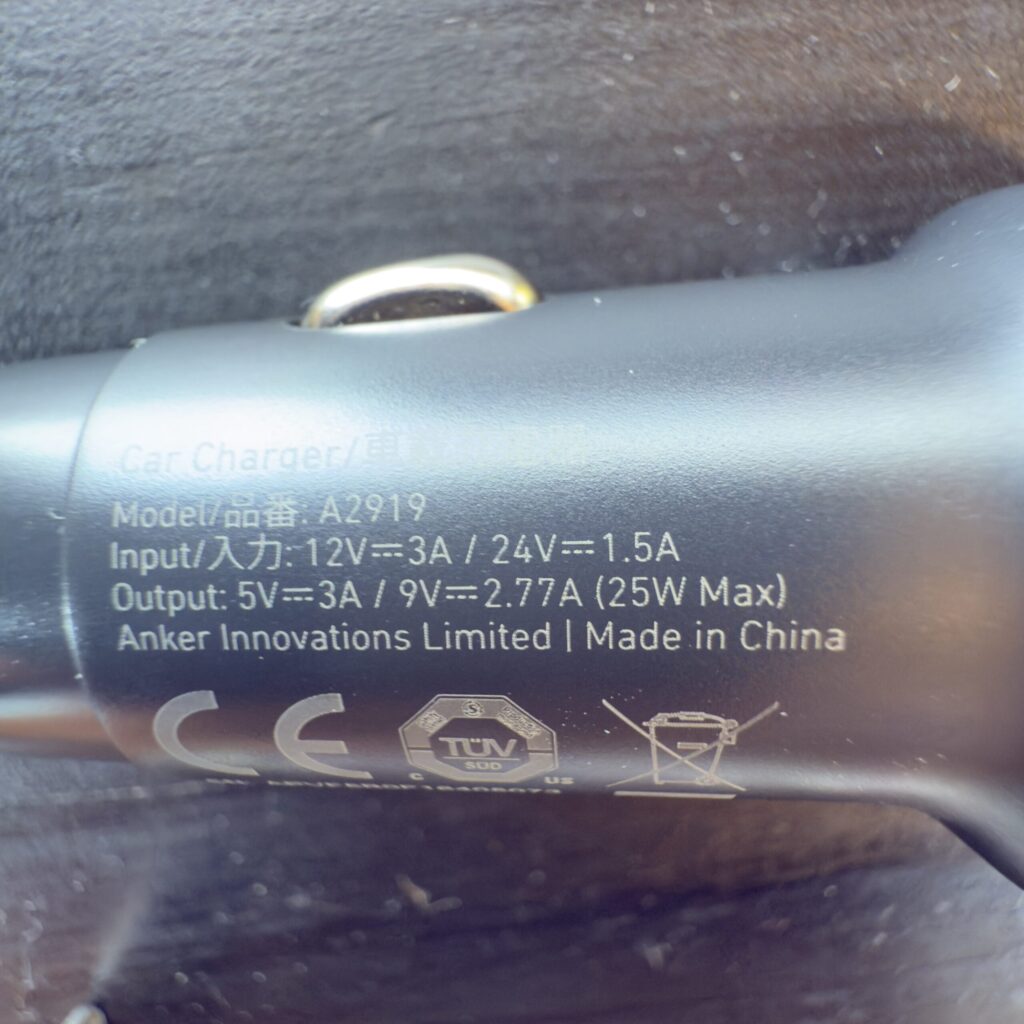 Car Charger/車
Model/品番: A2919
Input/入力: 12V⎓3A / 24V⎓1.5A
Output: 5V⎓3A / 9V⎓2.77A (25W Max)
Anker Innovations Limited | Made in China
CE
TÜV
SÜD
C US